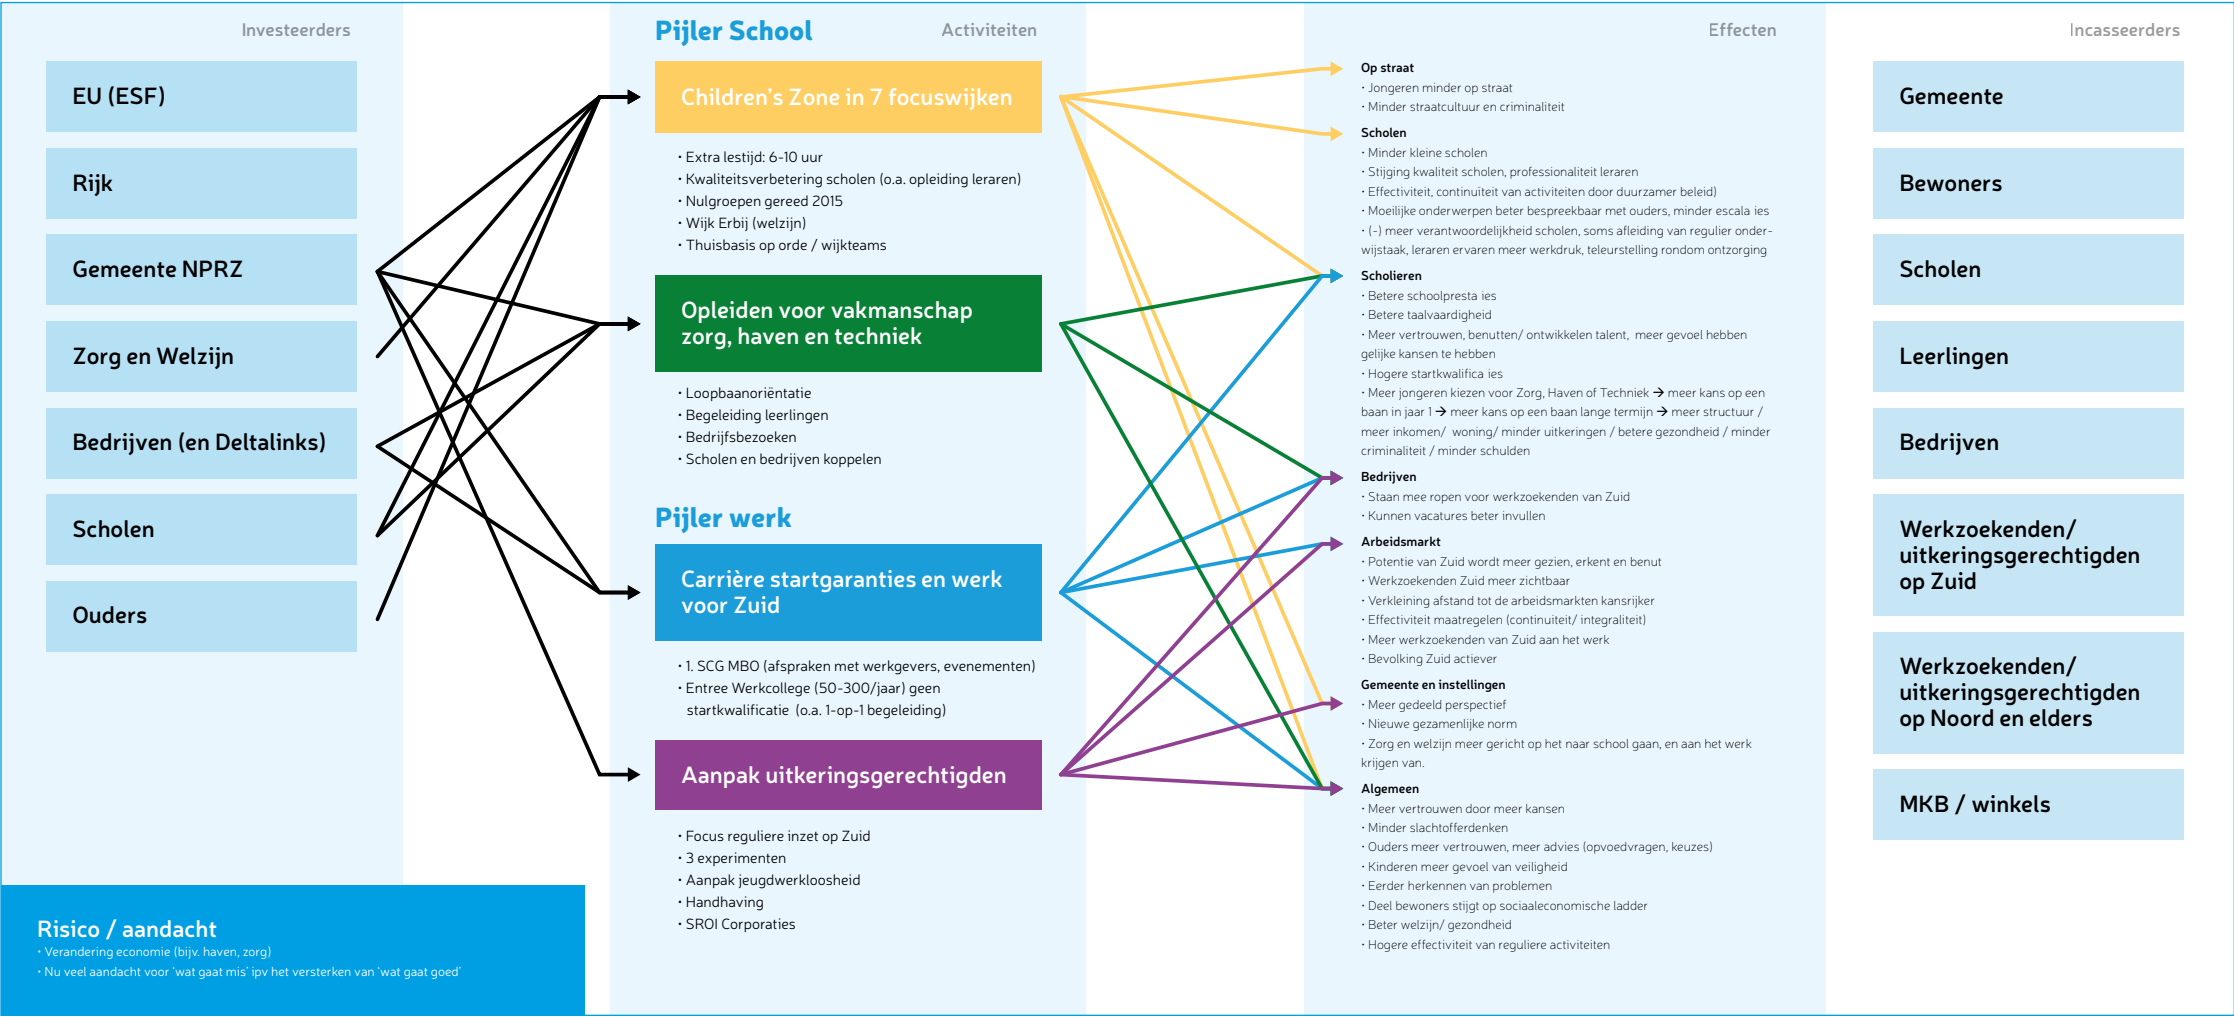 Investeerders
EU (ESF)
Rijk
Gemeente NPRZ
Zorg en Welzijn
Bedrijven (en Deltalinks)
Scholen
Ouders
Risico / aandacht
• Verandering economie (bijv. haven, zorg)
• Nu veel aandacht voor ‘wat gaat mis’ ipv het versterken van ‘wat gaat goed’
Pijler School
Activiteiten
Children’s Zone in 7 focuswijken
• Extra lestijd: 6-10 uur
• Kwaliteitsverbetering scholen (o.a. opleiding leraren)
• Nulgroepen gereed 2015
• Wijk Erbij (welzijn)
• Thuisbasis op orde / wijkteams
Opleiden voor vakmanschap
zorg, haven en techniek
• Loopbaanoriëntatie
• Begeleiding leerlingen
• Bedrijfsbezoeken
• Scholen en bedrijven koppelen
Pijler werk
Carrière startgaranties en werk
voor Zuid
• 1. SCG MBO (afspraken met werkgevers, evenementen)
• Entree Werkcollege (50-300/jaar) geen
startkwalificatie (o.a. 1-op-1 begeleiding)
Aanpak uitkeringsgerechtigden
• Focus reguliere inzet op Zuid
• 3 experimenten
• Aanpak jeugdwerkloosheid
• Handhaving
• SROI Corporaties
Effecten
Op straat
• Jongeren minder op straat
• Minder straatcultuur en criminaliteit
Scholen
• Minder kleine scholen
• Stijging kwaliteit scholen, professionaliteit leraren
• Effectiviteit, continuïteit van activiteiten door duurzamer beleid)
• Moeilijke onderwerpen beter bespreekbaar met ouders, minder escala ies
• (-) meer verantwoordelijkheid scholen, soms afleiding van regulier onder-
wijstaak, leraren ervaren meer werkdruk, teleurstelling rondom ontzorging
Scholieren
• Betere schoolpresta ies
• Betere taalvaardigheid
• Meer vertrouwen, benutten/ ontwikkelen talent, meer gevoel hebben
gelijke kansen te hebben
• Hogere startkwalifica ies
• Meer jongeren kiezen voor Zorg, Haven of Techniek → meer kans op een
baan in jaar 1 → meer kans op een baan lange termijn → meer structuur /
meer inkomen/ woning/ minder uitkeringen / betere gezondheid / minder
criminaliteit / minder schulden
Bedrijven
• Staan mee ropen voor werkzoekenden van Zuid
• Kunnen vacatures beter invullen
Arbeidsmarkt
• Potentie van Zuid wordt meer gezien, erkent en benut
• Werkzoekenden Zuid meer zichtbaar
• Verkleining afstand tot de arbeidsmarkten kansrijker
• Effectiviteit maatregelen (continuiteit/ integraliteit)
• Meer werkzoekenden van Zuid aan het werk
• Bevolking Zuid actiever
Gemeente en instellingen
• Meer gedeeld perspectief
• Nieuwe gezamenlijke norm
• Zorg en welzijn meer gericht op het naar school gaan, en aan het werk
krijgen van.
Algemeen
• Meer vertrouwen door meer kansen
• Minder slachtofferdenken
• Ouders meer vertrouwen, meer advies (opvoedvragen, keuzes)
• Kinderen meer gevoel van veiligheid
• Eerder herkennen van problemen
• Deel bewoners stijgt op sociaaleconomische ladder
• Beter welzijn/ gezondheid
• Hogere effectiviteit van reguliere activiteiten
Incasseerders
Gemeente
Bewoners
Scholen
Leerlingen
Bedrijven
Werkzoekenden/
uitkeringsgerechtigden
op Zuid
Werkzoekenden/
uitkeringsgerechtigden
op Noord en elders
MKB / winkels